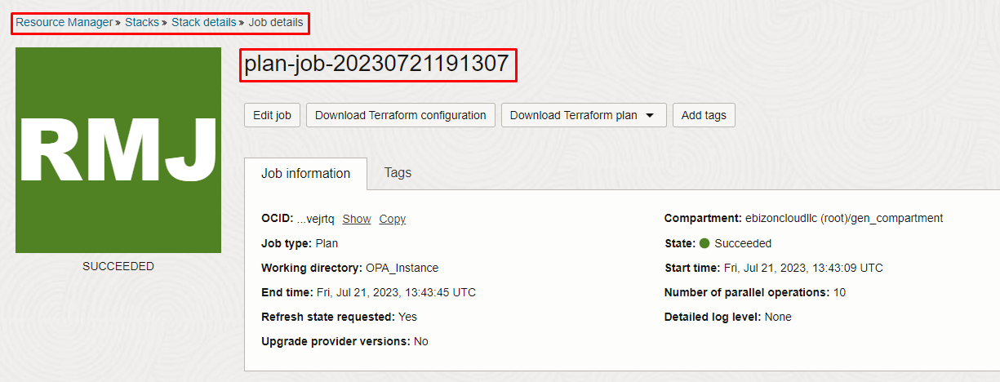 Resource Manager » Stacks » Stack details » Job details
RMJ
SUCCEEDED
plan-job-20230721191307
Edit job
Download Terraform configuration
Download Terraform plan
Add tags
Job information
Tags
OCID: ...vejrtq Show Copy
Job type: Plan
Working directory: OPA_Instance
End time: Fri, Jul 21, 2023, 13:43:45 UTC
Refresh state requested: Yes
Upgrade provider versions: No
Compartment: ebizoncloudllc (root)/gen_compartment
State: Succeeded
Start time: Fri, Jul 21, 2023, 13:43:09 UTC
Number of parallel operations: 10
Detailed log level: None